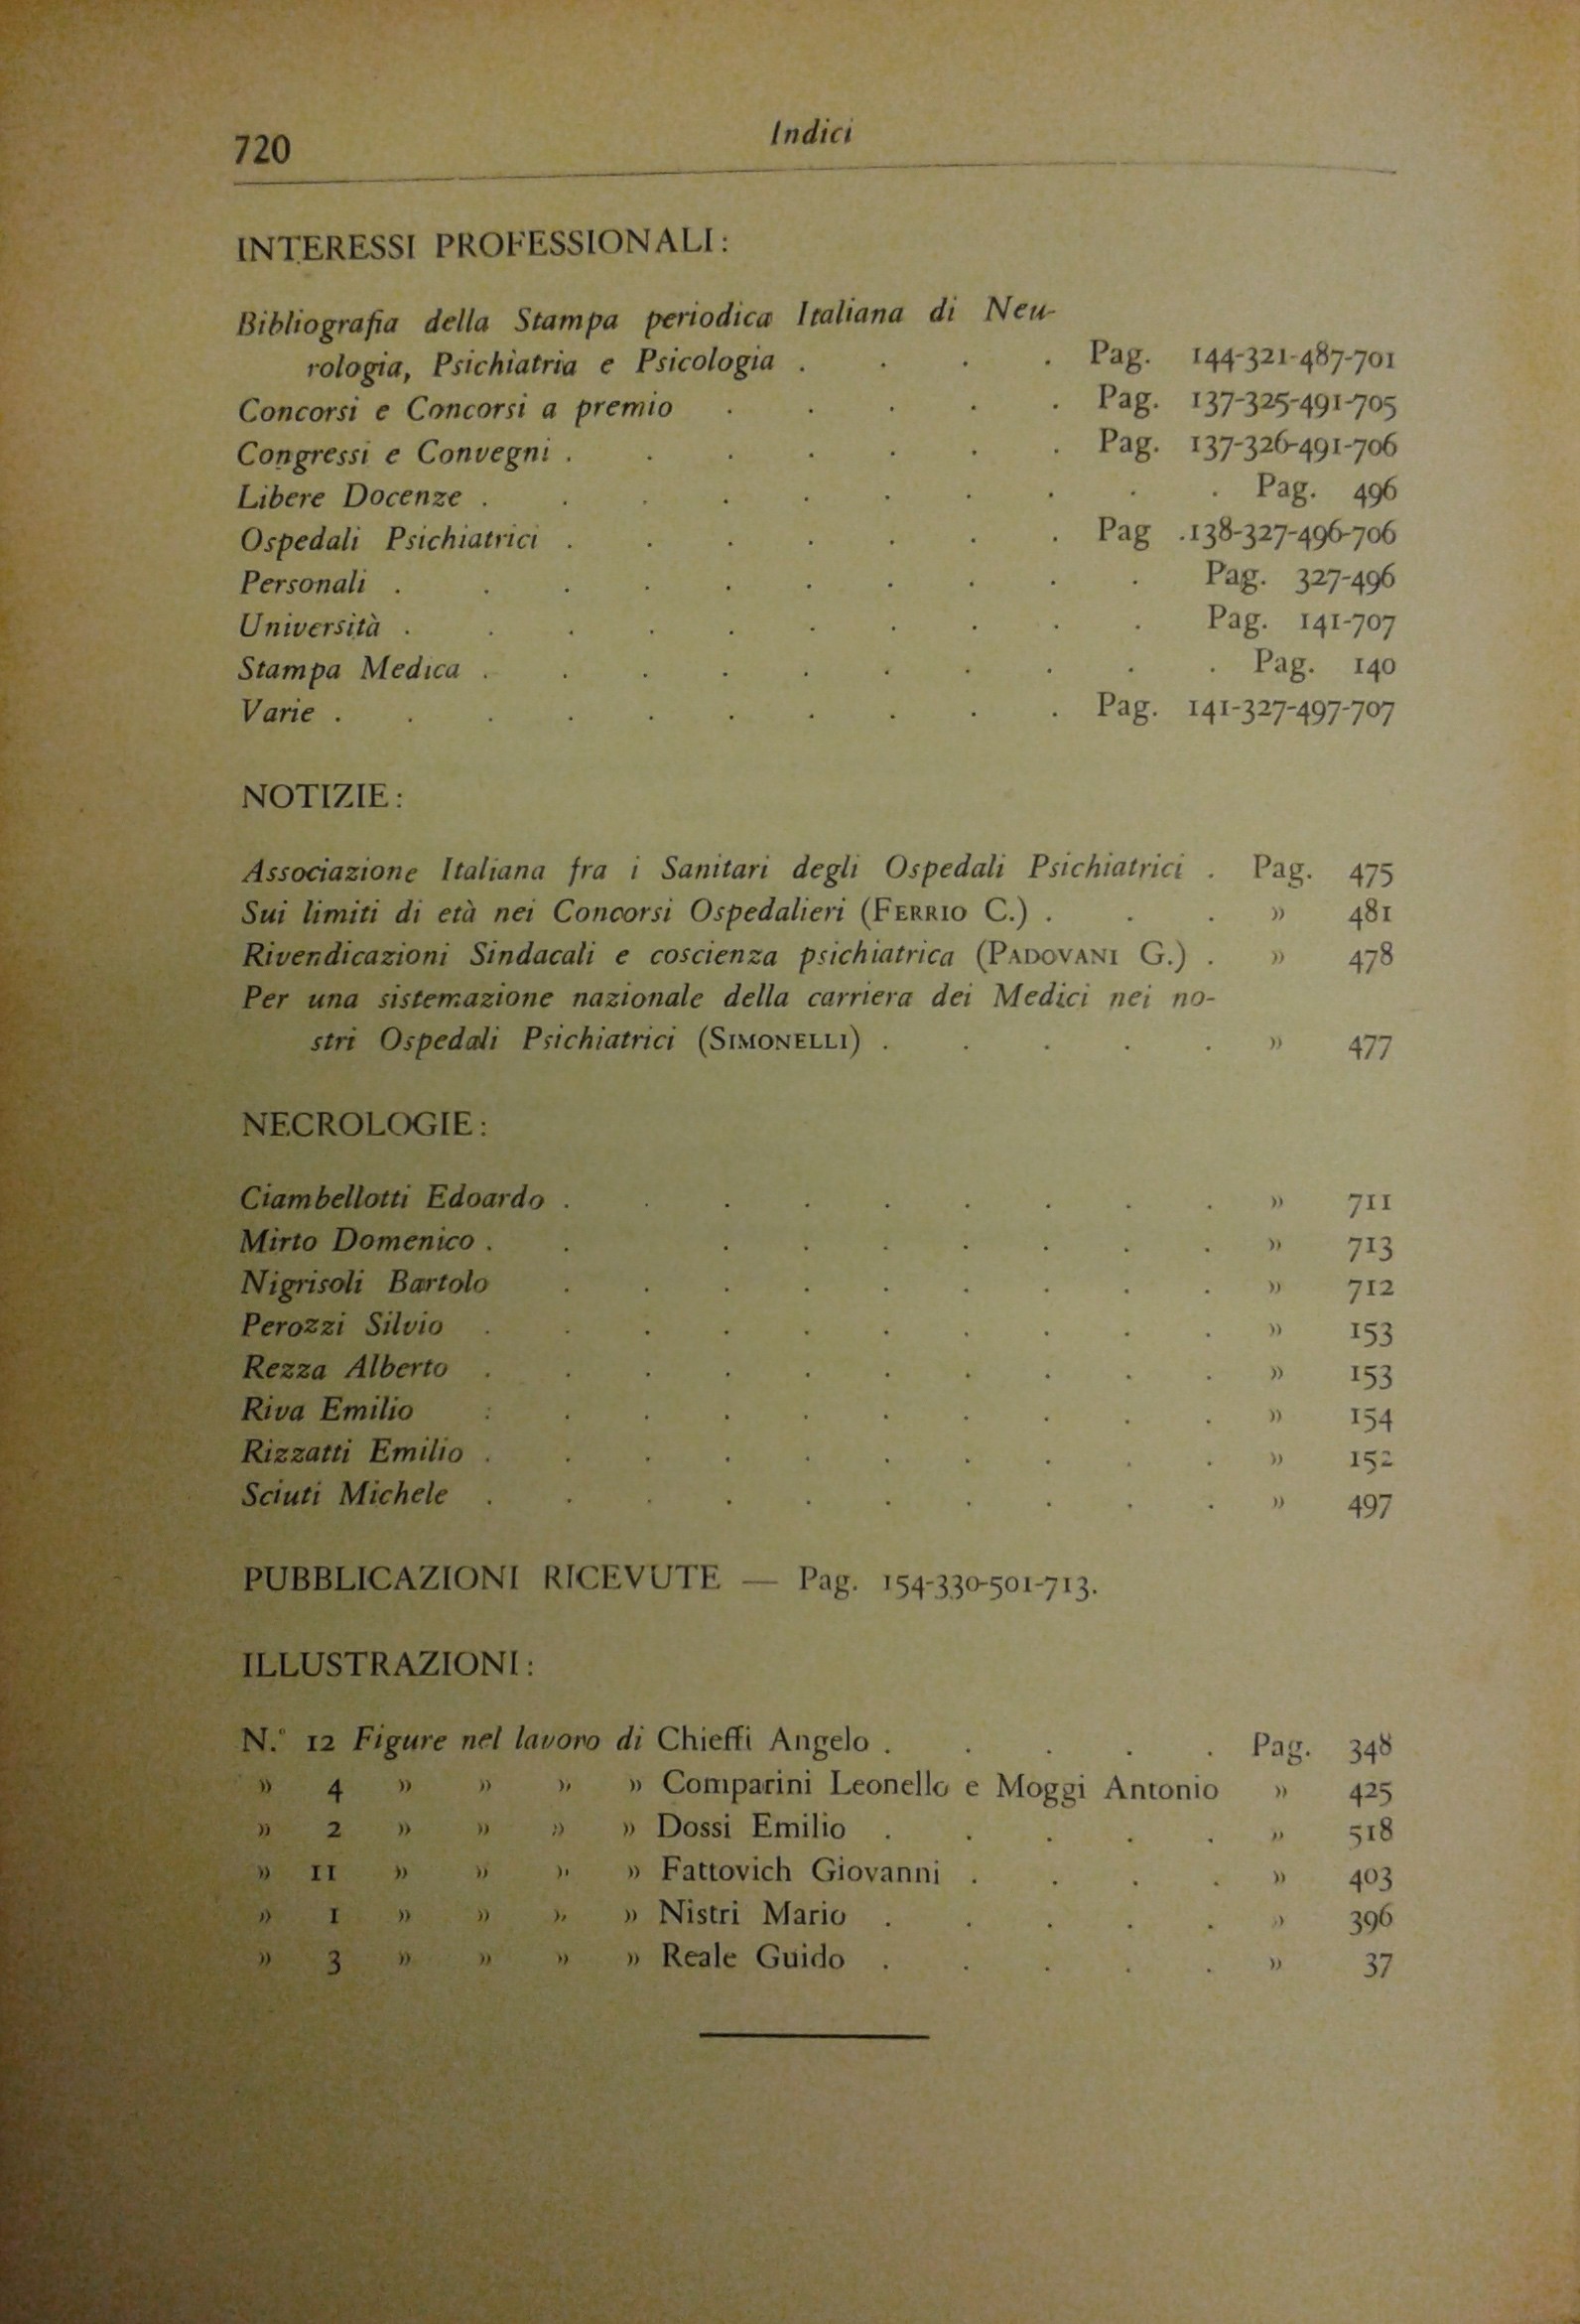 720
Indici
INTERESSI PROFESSIONALI:
Bibliografia della Stampa periodica Italiana di Neu-
rologia, Psichiatria e Psicologia . . . . Pag. 144-321-487-701
Concorsi e Concorsi a premio . . . . . Pag. 137-325-491-705
Congressi e Convegni . . . . . . . Pag. 137-326-491-706
Libere Docenze . . . . . . . . . . Pag. 496
Ospedali Psichiatrici . . . . . . . Pag .138-327-496-706
Personali . . . . . . . . . . Pag. 327-496
Università . . . . . . . . . . Pag. 141-707
Stampa Medica . . . . . . . . . . Pag. 140
Varie . . . . . . . . . . Pag. 141-327-497-707
NOTIZIE:
Associazione Italiana fra i Sanitari degli Ospedali Psichiatrici . Pag. 475
Sui limiti di età nei Concorsi Ospedalieri (FERRIO C.) . . . » 481
Rivendicazioni Sindacali e coscienza psichiatrica (PADOVANI G.) . » 478
Per una sistemazione nazionale della carriera dei Medici nei no-
stri Ospedali Psichiatrici (SIMONELLI) . . . . . » 477
NECROLOGIE:
Ciambellotti Edoardo . . . . . . . . . » 711
Mirto Domenico . . . . . . . . . » 713
Nigrisoli Bartolo . . . . . . . . . » 712
Perozzi Silvio . . . . . . . . . . » 153
Rezza Alberto . . . . . . . . . . » 153
Riva Emilio : . . . . . . . . . » 154
Rizzatti Emilio . . . . . . . . . . » 152
Sciuti Michele . . . . . . . . . . » 497
PUBBLICAZIONI RICEVUTE — Pag. 154-330-501-713.
ILLUSTRAZIONI:
N.° 12 Figure nel lavoro di Chieffi Angelo . . . . . Pag. 348
» 4 » » » » Comparini Leonello e Moggi Antonio » 425
» 2 » » » » Dossi Emilio . . . . . » 518
» 11 » » » » Fattovich Giovanni . . . . » 403
» 1 » » » » Nistri Mario . . . . . » 396
» 3 » » » » Reale Guido . . . . . » 37